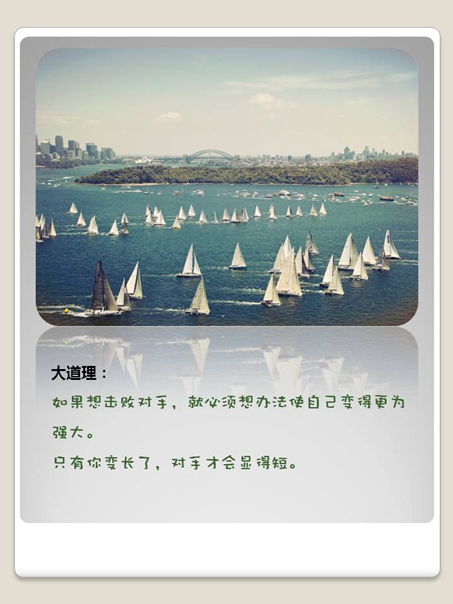 大道理：
如果想击败对手，就必须想办法使自己变得更为
强大。
只有你变长了，对手才会显得短。